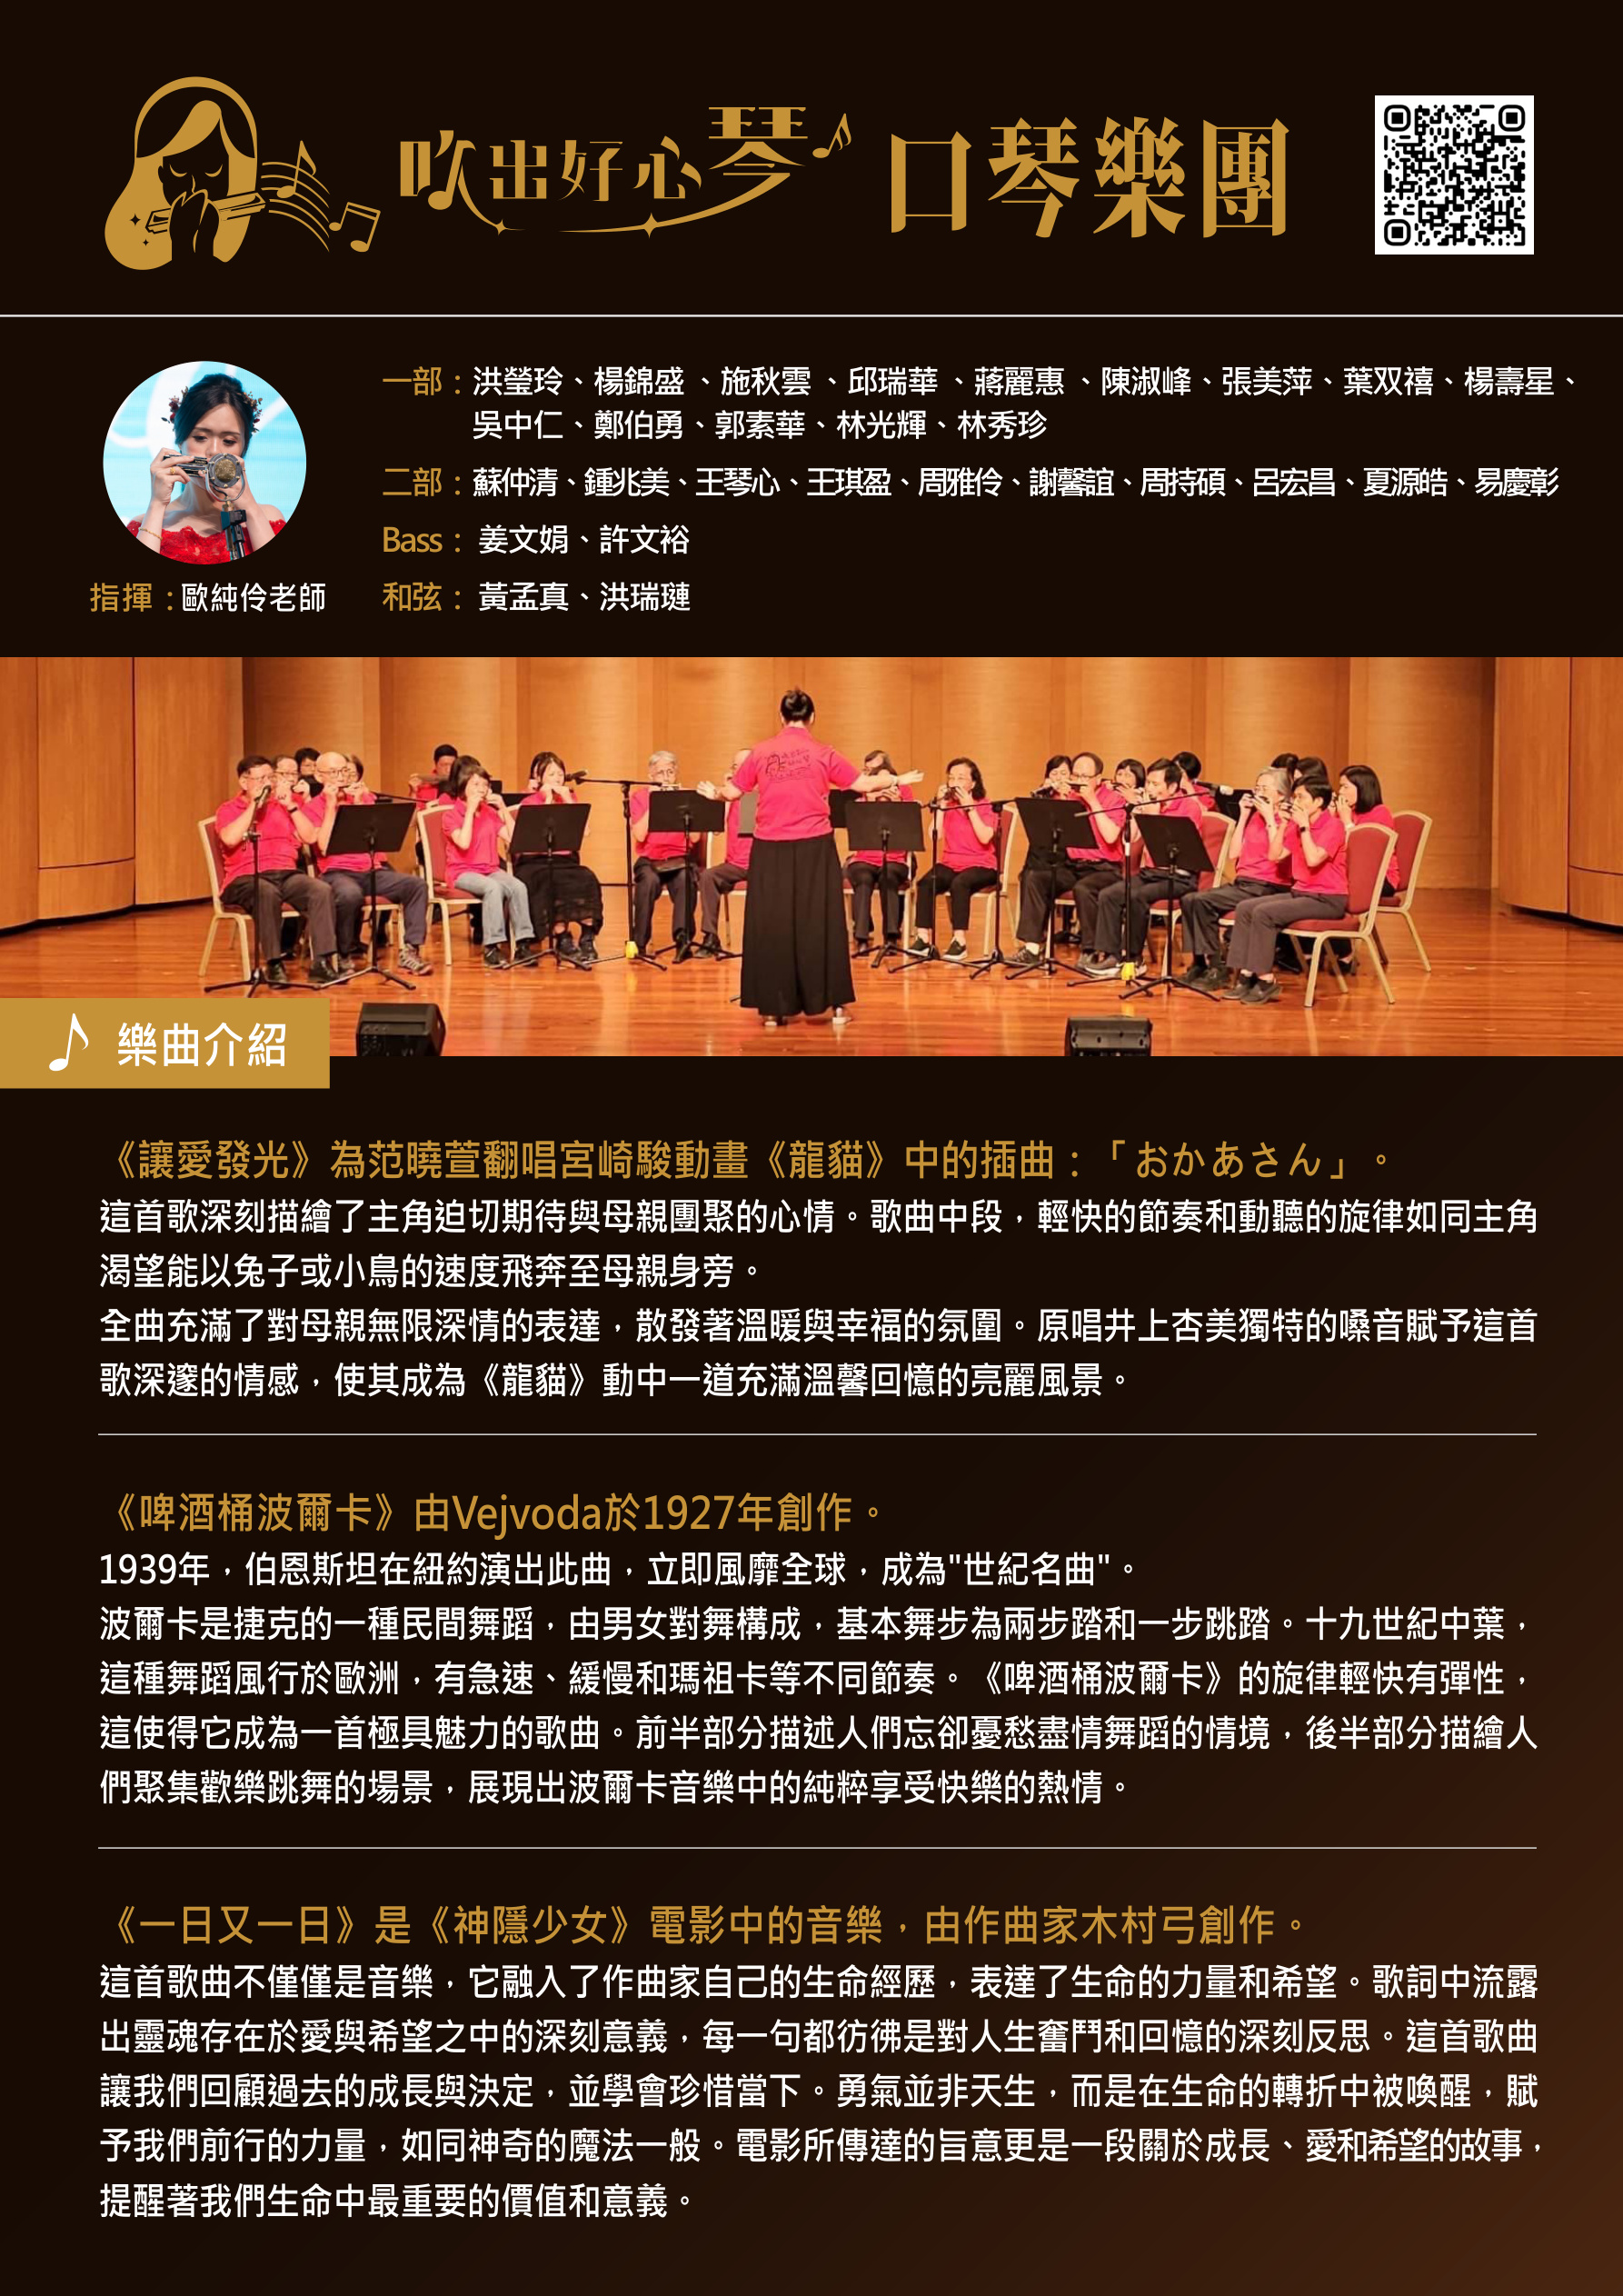 吹出好心琴 口琴樂團
一部：洪瑩玲、楊錦盛、施秋雲、邱瑞華、蔣麗惠、陳淑峰、張美萍、葉双禧、楊壽星、
吳中仁、鄭伯勇、郭素華、林光輝、林秀珍
二部：蘇仲清、鍾兆美、王琴心、王琪盈、周雅伶、謝馨誼、周持碩、呂宏昌、夏源皓、易慶彰
Bass：姜文娟、許文裕
和弦：黃孟真、洪瑞璉
指揮：歐純伶老師
樂曲介紹
《讓愛發光》為范曉萱翻唱宮崎駿動畫《龍貓》中的插曲：「おかあさん」。
這首歌深刻描繪了主角迫切期待與母親團聚的心情。歌曲中段，輕快的節奏和動聽的旋律如同主角
渴望能以兔子或小鳥的速度飛奔至母親身旁。
全曲充滿了對母親無限深情的表達，散發著溫暖與幸福的氛圍。原唱井上杏美獨特的嗓音賦予這首
歌深邃的情感，使其成為《龍貓》動中一道充滿溫馨回憶的亮麗風景。
《啤酒桶波爾卡》由Vejvoda於1927年創作。
1939年，伯恩斯坦在紐約演出此曲，立即風靡全球，成為"世紀名曲"。
波爾卡是捷克的一種民間舞蹈，由男女對舞構成，基本舞步為兩步踏和一步跳踏。十九世紀中葉，
這種舞蹈風行於歐洲，有急速、緩慢和瑪祖卡等不同節奏。《啤酒桶波爾卡》的旋律輕快有彈性，
這使得它成為一首極具魅力的歌曲。前半部分描述人們忘卻憂愁盡情舞蹈的情境，後半部分描繪人
們聚集歡樂跳舞的場景，展現出波爾卡音樂中的純粹享受快樂的熱情。
《一日又一日》是《神隱少女》電影中的音樂，由作曲家木村弓創作。
這首歌曲不僅僅是音樂，它融入了作曲家自己的生命經歷，表達了生命的力量和希望。歌詞中流露
出靈魂存在於愛與希望之中的深刻意義，每一句都彷彿是對人生奮鬥和回憶的深刻反思。這首歌曲
讓我們回顧過去的成長與決定，並學會珍惜當下。勇氣並非天生，而是在生命的轉折中被喚醒，賦
予我們前行的力量，如同神奇的魔法一般。電影所傳達的旨意更是一段關於成長、愛和希望的故事，
提醒著我們生命中最重要的價值和意義。